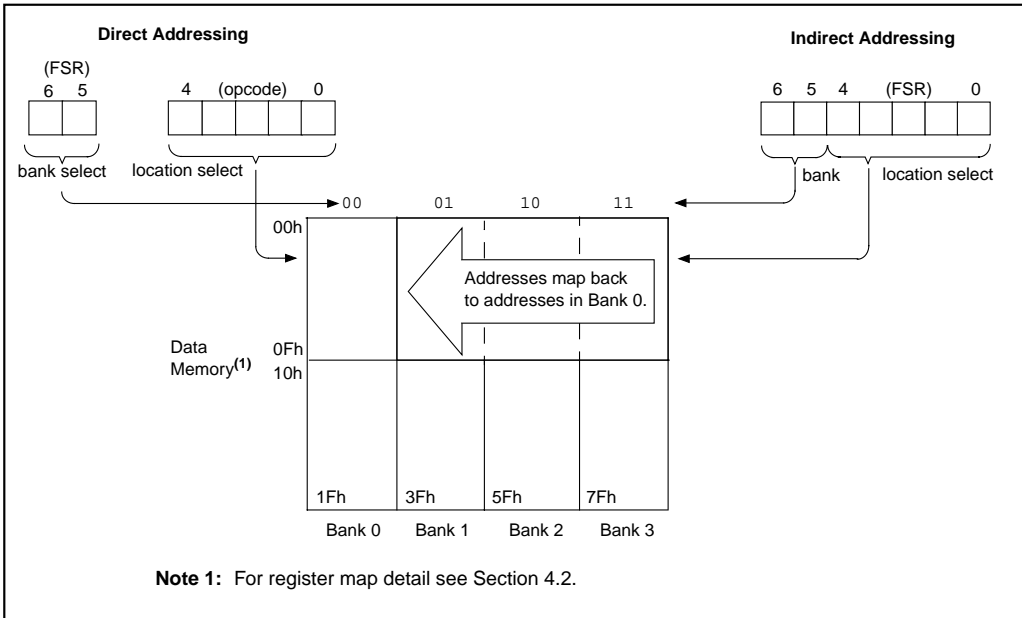 Direct Addressing
Indirect Addressing
(FSR)
6 5
4 (opcode) 0
6 5 4 (FSR) 0
bank select
location select
bank
location select
00 01 10 11
00h
Addresses map back
to addresses in Bank 0.
Data
Memory(1)
0Fh
10h
1Fh 3Fh 5Fh 7Fh
Bank 0 Bank 1 Bank 2 Bank 3
Note 1: For register map detail see Section 4.2.